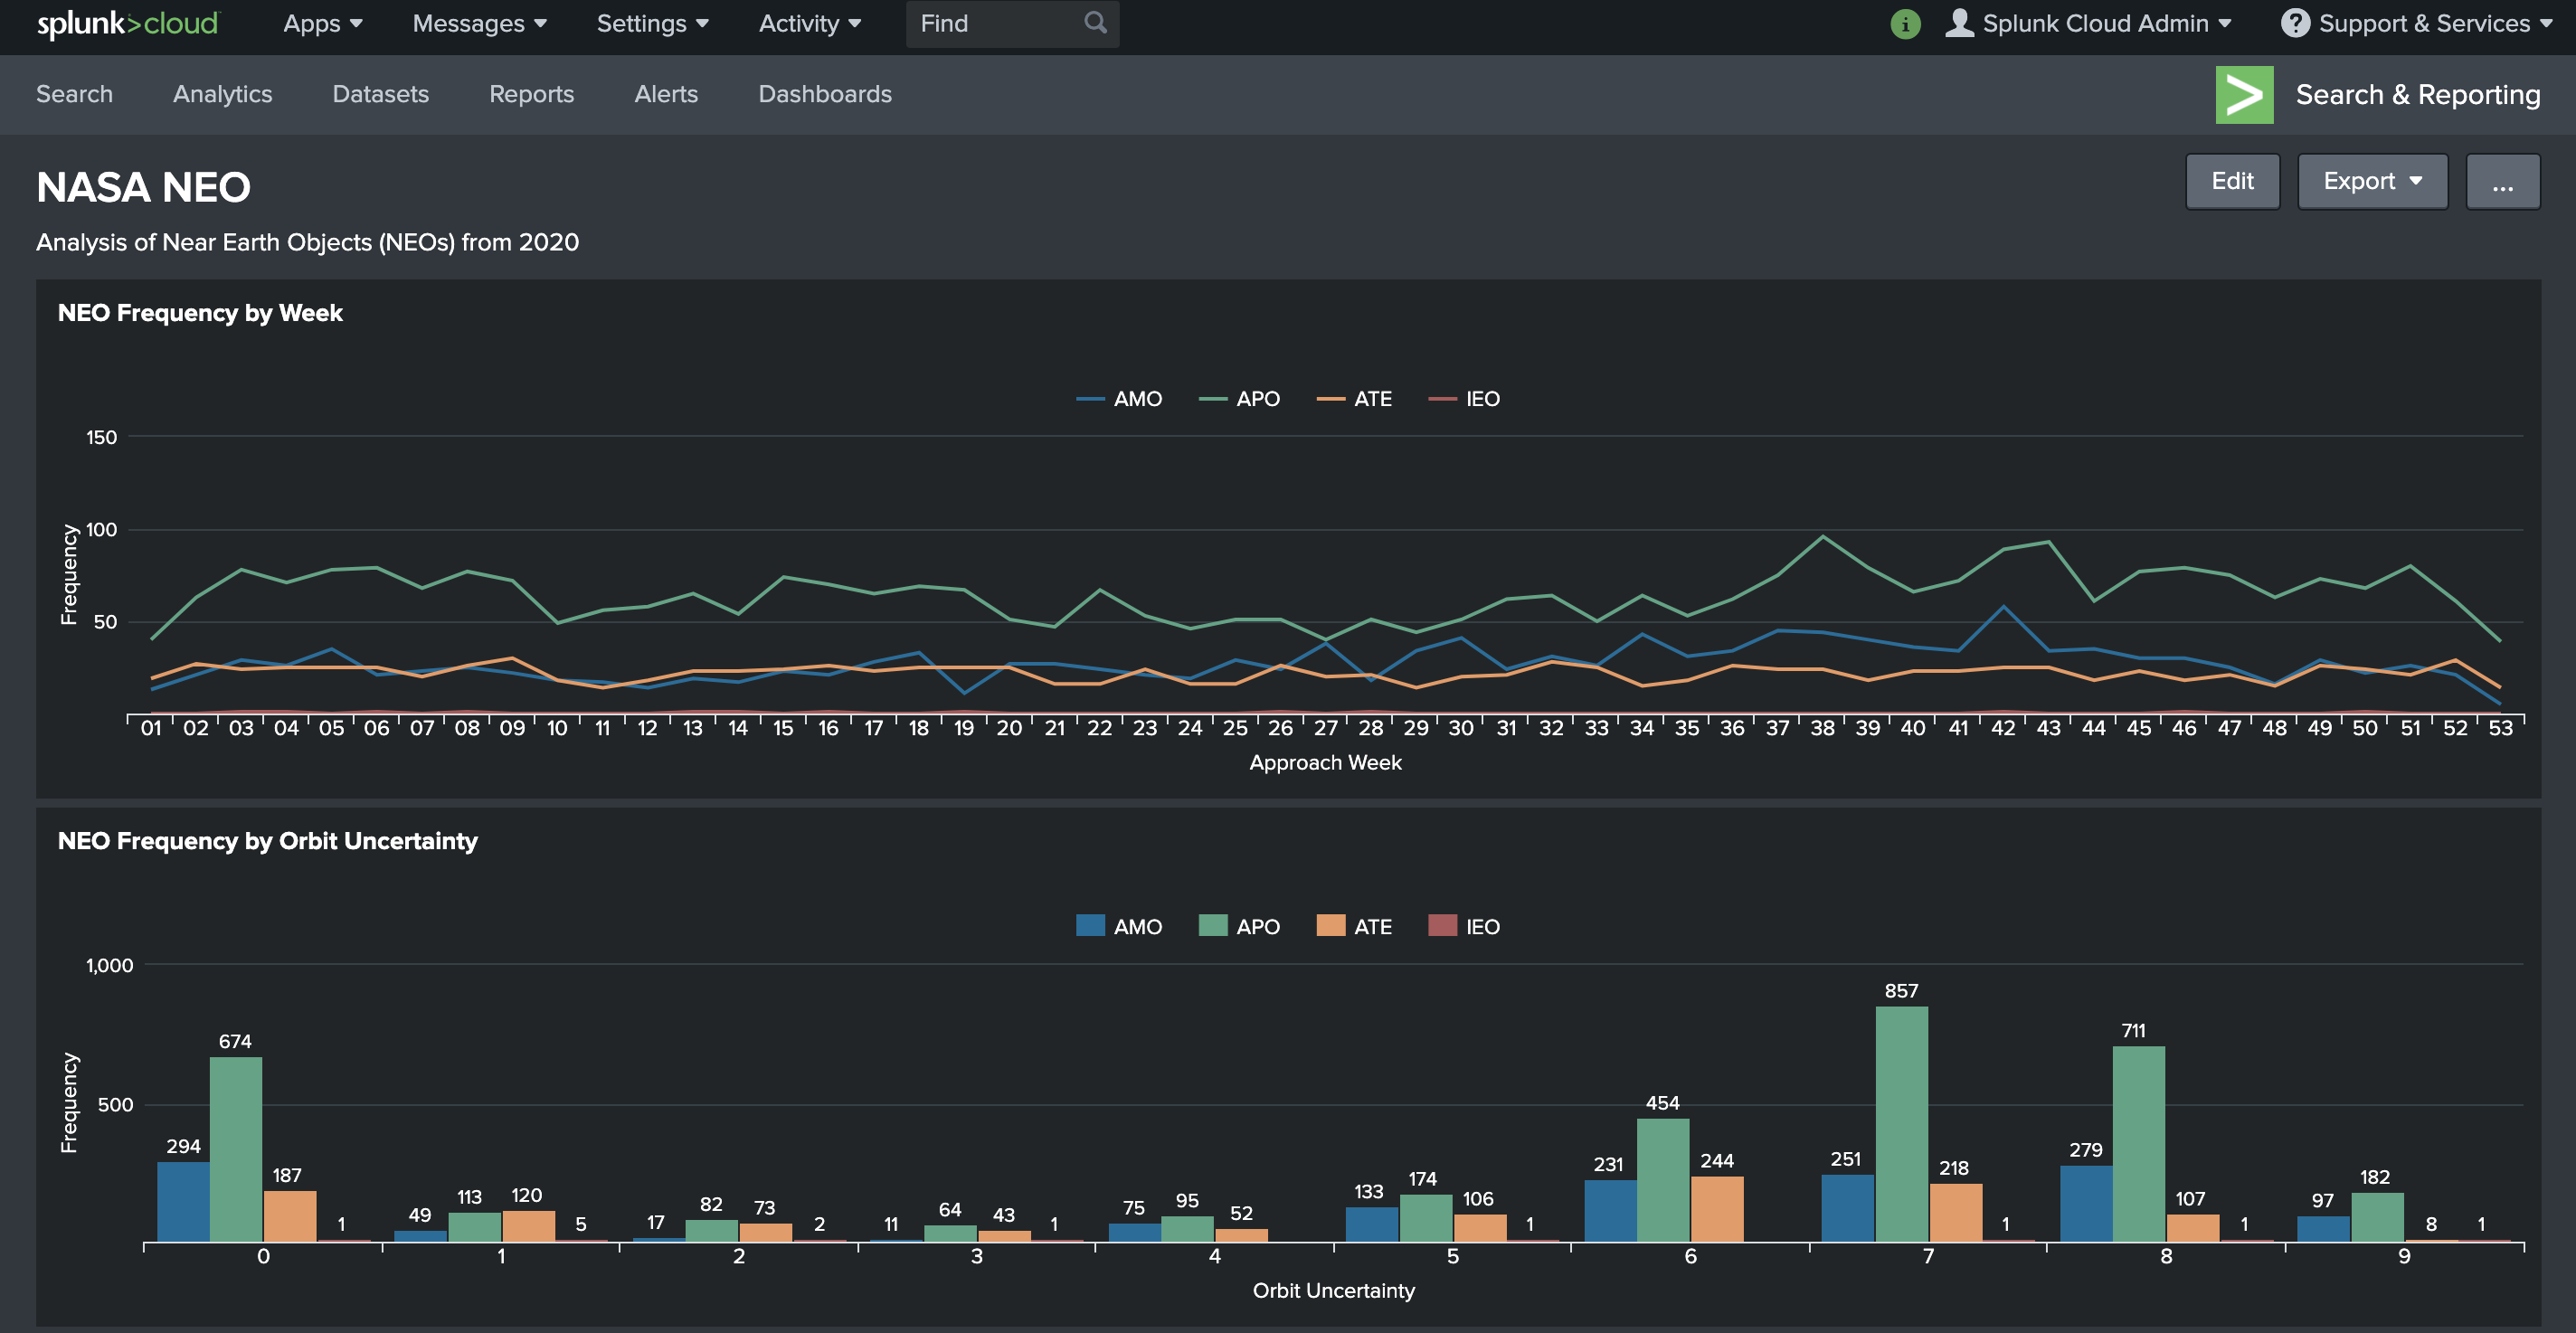 splunk>cloud Apps Messages Settings Activity Find i Splunk Cloud Admin ? Support & Services
Search Analytics Datasets Reports Alerts Dashboards > Search & Reporting
NASA NEO Edit Export ...
Analysis of Near Earth Objects (NEOs) from 2020
NEO Frequency by Week
AMO APO ATE IEO
150
100
50
Frequency
01 02 03 04 05 06 07 08 09 10 11 12 13 14 15 16 17 18 19 20 21 22 23 24 25 26 27 28 29 30 31 32 33 34 35 36 37 38 39 40 41 42 43 44 45 46 47 48 49 50 51 52 53
Approach Week
NEO Frequency by Orbit Uncertainty
AMO APO ATE IEO
1,000
500
Frequency
294 674 187 1
49 113 120 5
17 82 73 2
11 64 43 1
75 95 52
133 174 106 1
231 454 244
251 857 218 1
279 711 107 1
97 182 8 1
0 1 2 3 4 5 6 7 8 9
Orbit Uncertainty